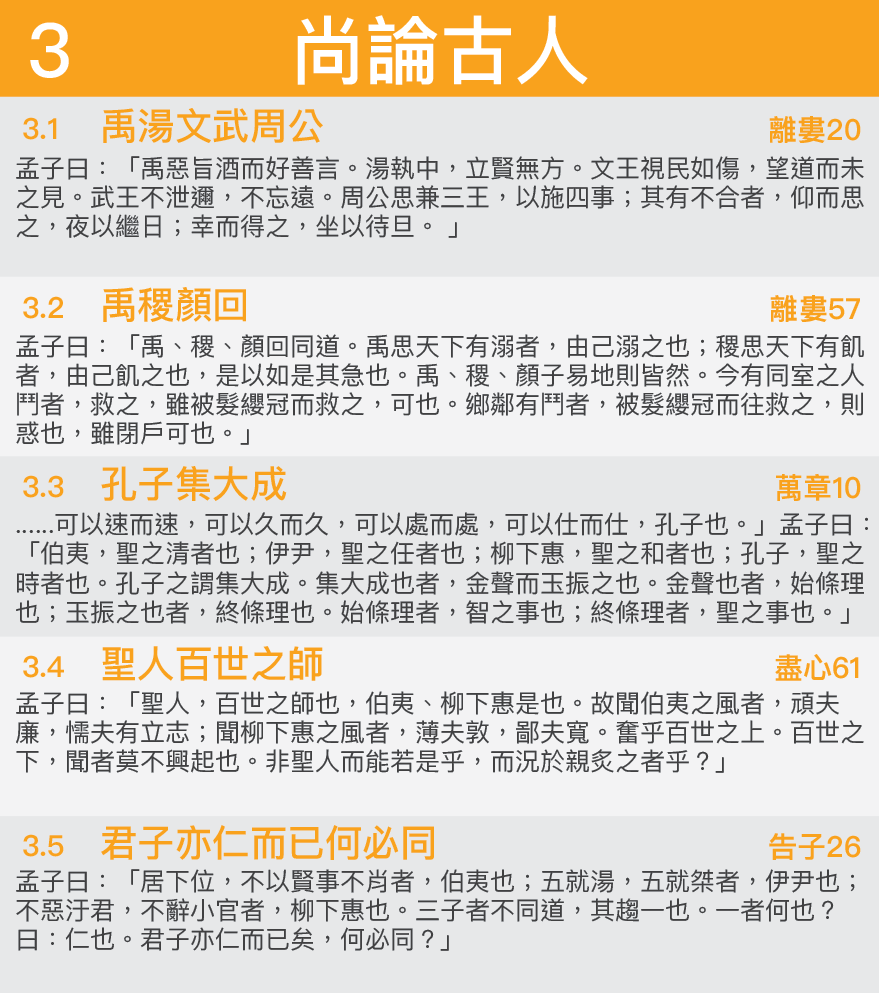 3 尚論古人
3.1 禹湯文武周公 離婁20
孟子曰：「禹惡旨酒而好善言。湯執中，立賢無方。文王視民如傷，望道而未
之見。武王不泄邇，不忘遠。周公思兼三王，以施四事；其有不合者，仰而思
之，夜以繼日；幸而得之，坐以待旦。 」
3.2 禹稷顏回 離婁57
孟子曰：「禹、稷、顏回同道。禹思天下有溺者，由己溺之也；稷思天下有飢
者，由己飢之也，是以如是其急也。禹、稷、顏子易地則皆然。今有同室之人
鬥者，救之，雖被髮纓冠而救之，可也。鄉鄰有鬥者，被髮纓冠而往救之，則
惑也，雖閉戶可也。」
3.3 孔子集大成 萬章10
......可以速而速，可以久而久，可以處而處，可以仕而仕，孔子也。」孟子曰：
「伯夷，聖之清者也；伊尹，聖之任者也；柳下惠，聖之和者也；孔子，聖之
時者也。孔子之謂集大成。集大成也者，金聲而玉振之也。金聲也者，始條理
也；玉振之也者，終條理也。始條理者，智之事也；終條理者，聖之事也。」
3.4 聖人百世之師 盡心61
孟子曰：「聖人，百世之師也，伯夷、柳下惠是也。故聞伯夷之風者，頑夫
廉，懦夫有立志；聞柳下惠之風者，薄夫敦，鄙夫寬。奮乎百世之上。百世之
下，聞者莫不興起也。非聖人而能若是乎，而況於親炙之者乎？」
3.5 君子亦仁而已何必同 告子26
孟子曰：「居下位，不以賢事不肖者，伯夷也；五就湯，五就桀者，伊尹也；
不惡汙君，不辭小官者，柳下惠也。三子者不同道，其趨一也。一者何也？
曰：仁也。君子亦仁而已矣，何必同？」